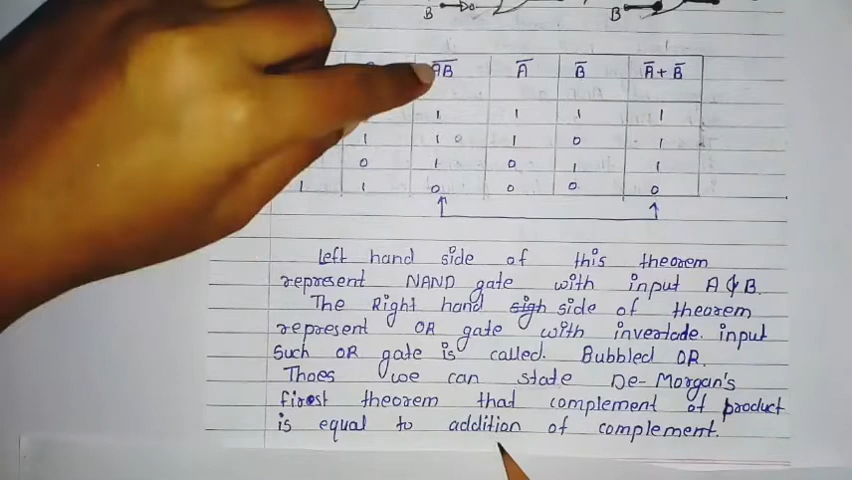 B B
A̅B̅ A̅ B̅ A̅ + B̅
1 1 1 1
1 1 0 1 0 1
0 1 0 1 1
1 1 0 0 0 0
Left hand side of this theorem
represent NAND gate with input A & B.
The Right hand sigh side of theorem
represent OR gate with invertade. input
Such OR gate is called. Bubbled OR.
Thoes we can state De-Morgan's
first theorem that complement of product
is equal to addition of complement.